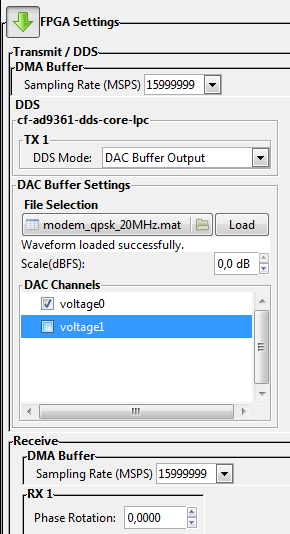 FPGA Settings
Transmit / DDS
DMA Buffer
Sampling Rate (MSPS) 15999999
DDS
cf-ad9361-dds-core-lpc
TX 1
DDS Mode: DAC Buffer Output
DAC Buffer Settings
File Selection
modem_qpsk_20MHz.mat Load
Waveform loaded successfully.
Scale(dBFS): 0,0 dB
DAC Channels
voltage0
voltage1
Receive
DMA Buffer
Sampling Rate (MSPS) 15999999
RX 1
Phase Rotation: 0,0000